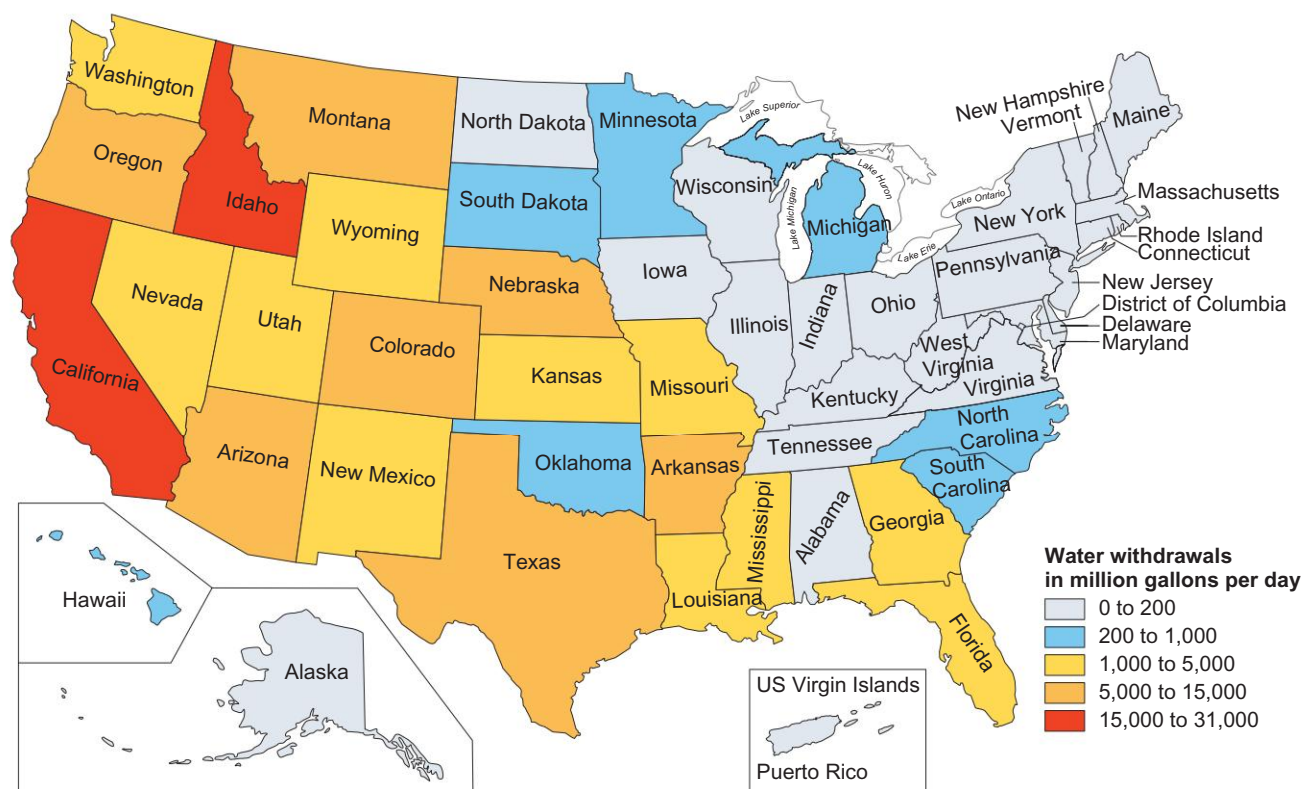 Washington
Montana
North Dakota
Minnesota
Lake Superior
New Hampshire
Vermont
Maine
Oregon
Idaho
Wyoming
South Dakota
Wisconsin
Lake Michigan
Lake Huron
Michigan
Lake Ontario
Lake Erie
New York
Massachusetts
Rhode Island
Connecticut
Pennsylvania
New Jersey
District of Columbia
Delaware
Maryland
Nevada
Utah
Colorado
Nebraska
Iowa
Illinois
Indiana
Ohio
West
Virginia
Virginia
California
Kansas
Missouri
Kentucky
Arizona
New Mexico
Oklahoma
Arkansas
Tennessee
North
Carolina
South
Carolina
Texas
Louisiana
Mississippi
Alabama
Georgia
Florida
Hawaii
Alaska
US Virgin Islands
Puerto Rico
Water withdrawals
in million gallons per day
0 to 200
200 to 1,000
1,000 to 5,000
5,000 to 15,000
15,000 to 31,000